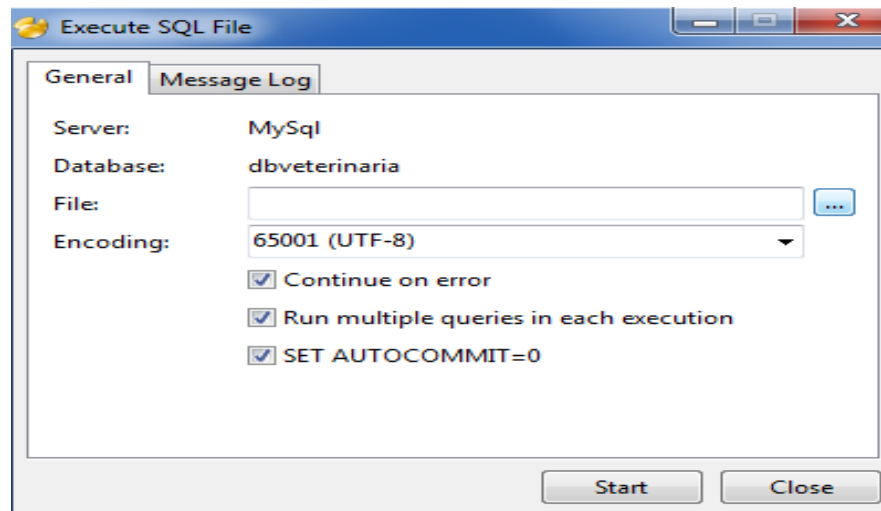 Execute SQL File
General Message Log
Server: MySql
Database: dbveterinaria
File: ...
Encoding: 65001 (UTF-8)
Continue on error
Run multiple queries in each execution
SET AUTOCOMMIT=0
Start Close